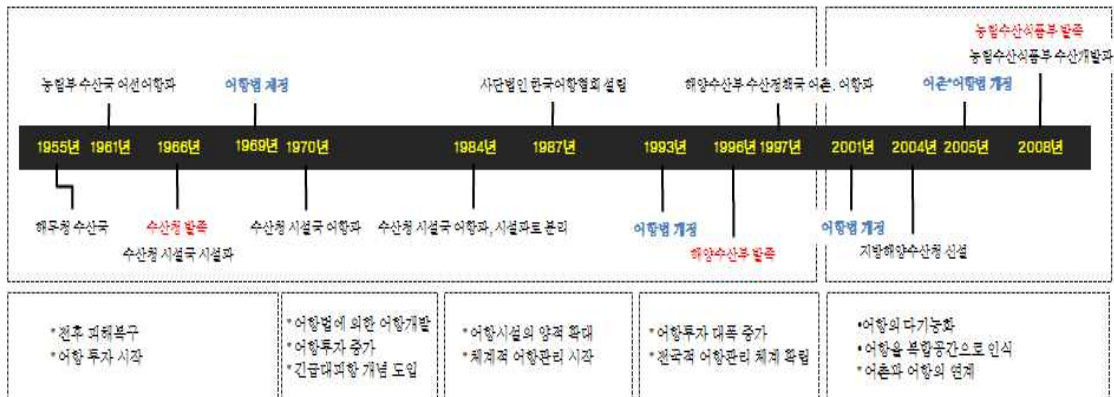 농림수산식품부 발족
농림부 수산국 어선어항과
어항법 제정
사단법인 한국어항협회 설립
해양수산부 수산정책국 어촌. 어항과
어촌*어항법 개정
농림수산식품부 수산개발과
1955년 1961년 1966년 1969년 1970년 1984년 1987년 1993년 1996년 1997년 2001년 2004년 2005년 2008년
해무청 수산국
수산청 발족
수산청 시설국 시설과
수산청 시설국 어항과
수산청 시설국 어항과, 시설과로 분리
어항법 개정
해양수산부 발족
어항법 개정
지방해양수산청 신설
* 전후 피해복구
* 어항 투자 시작
* 어항법에 의한 어항개발
* 어항투자 증가
* 긴급대피항 개념 도입
* 어항시설의 양적 확대
* 체계적 어항관리 시작
* 어항투자 대폭 증가
* 전국적 어항관리 체계 확립
•어항의 다기능화
• 어항을 복합공간으로 인식
* 어촌과 어항의 연계